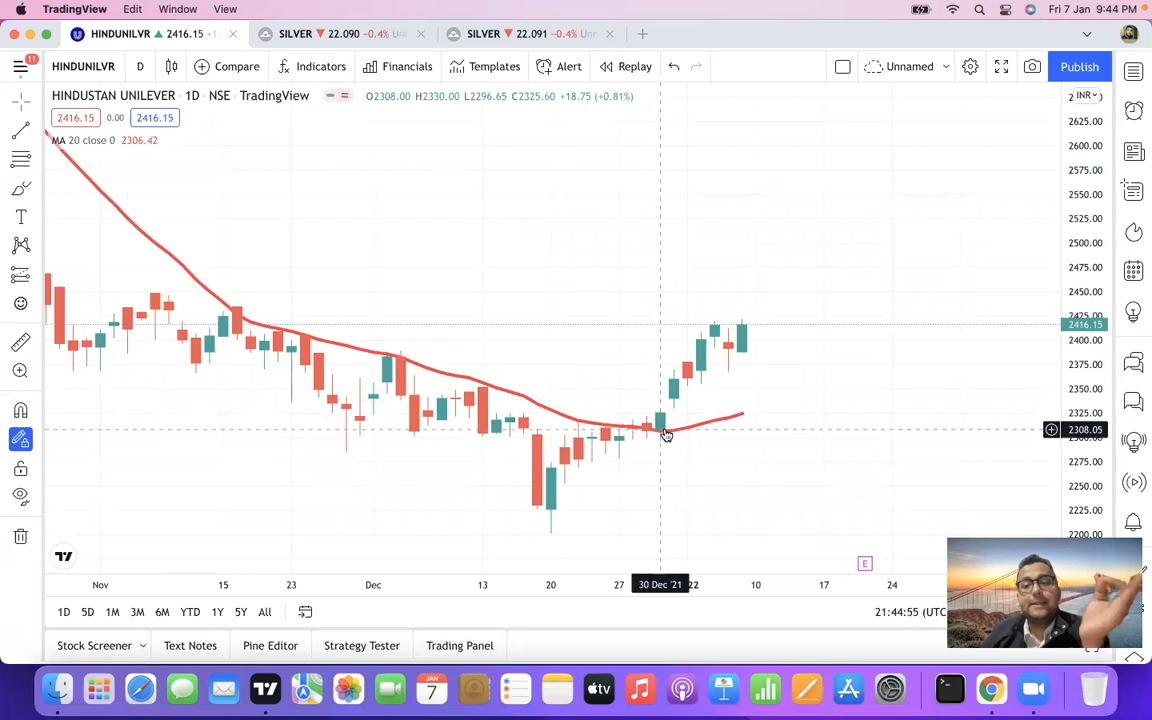 TradingView Edit Window View Fri 7 Jan 9:44 PM
HINDUNILVR ▲ 2416.15 SILVER ▼ 22.090 −0.4% SILVER ▼ 22.091 −0.4%
11
HINDUNILVR D Compare Indicators Financials Templates Alert Replay Unnamed Publish
HINDUSTAN UNILEVER · 1D · NSE · TradingView O2308.00 H2330.00 L2296.65 C2325.60 +18.75 (+0.81%) INR
2416.15 0.00 2416.15
MA 20 close 0 2306.42
2625.00
2600.00
2575.00
2550.00
2525.00
2500.00
2475.00
2450.00
2416.15
2400.00
2375.00
2350.00
2325.00
2308.05
2275.00
2250.00
2225.00
2200.00
E
Nov 15 23 Dec 13 20 27 30 Dec '21 22 10 17 24
1D 5D 1M 3M 6M YTD 1Y 5Y All 21:44:55 (UTC
Stock Screener Text Notes Pine Editor Strategy Tester Trading Panel
JAN
7
tv